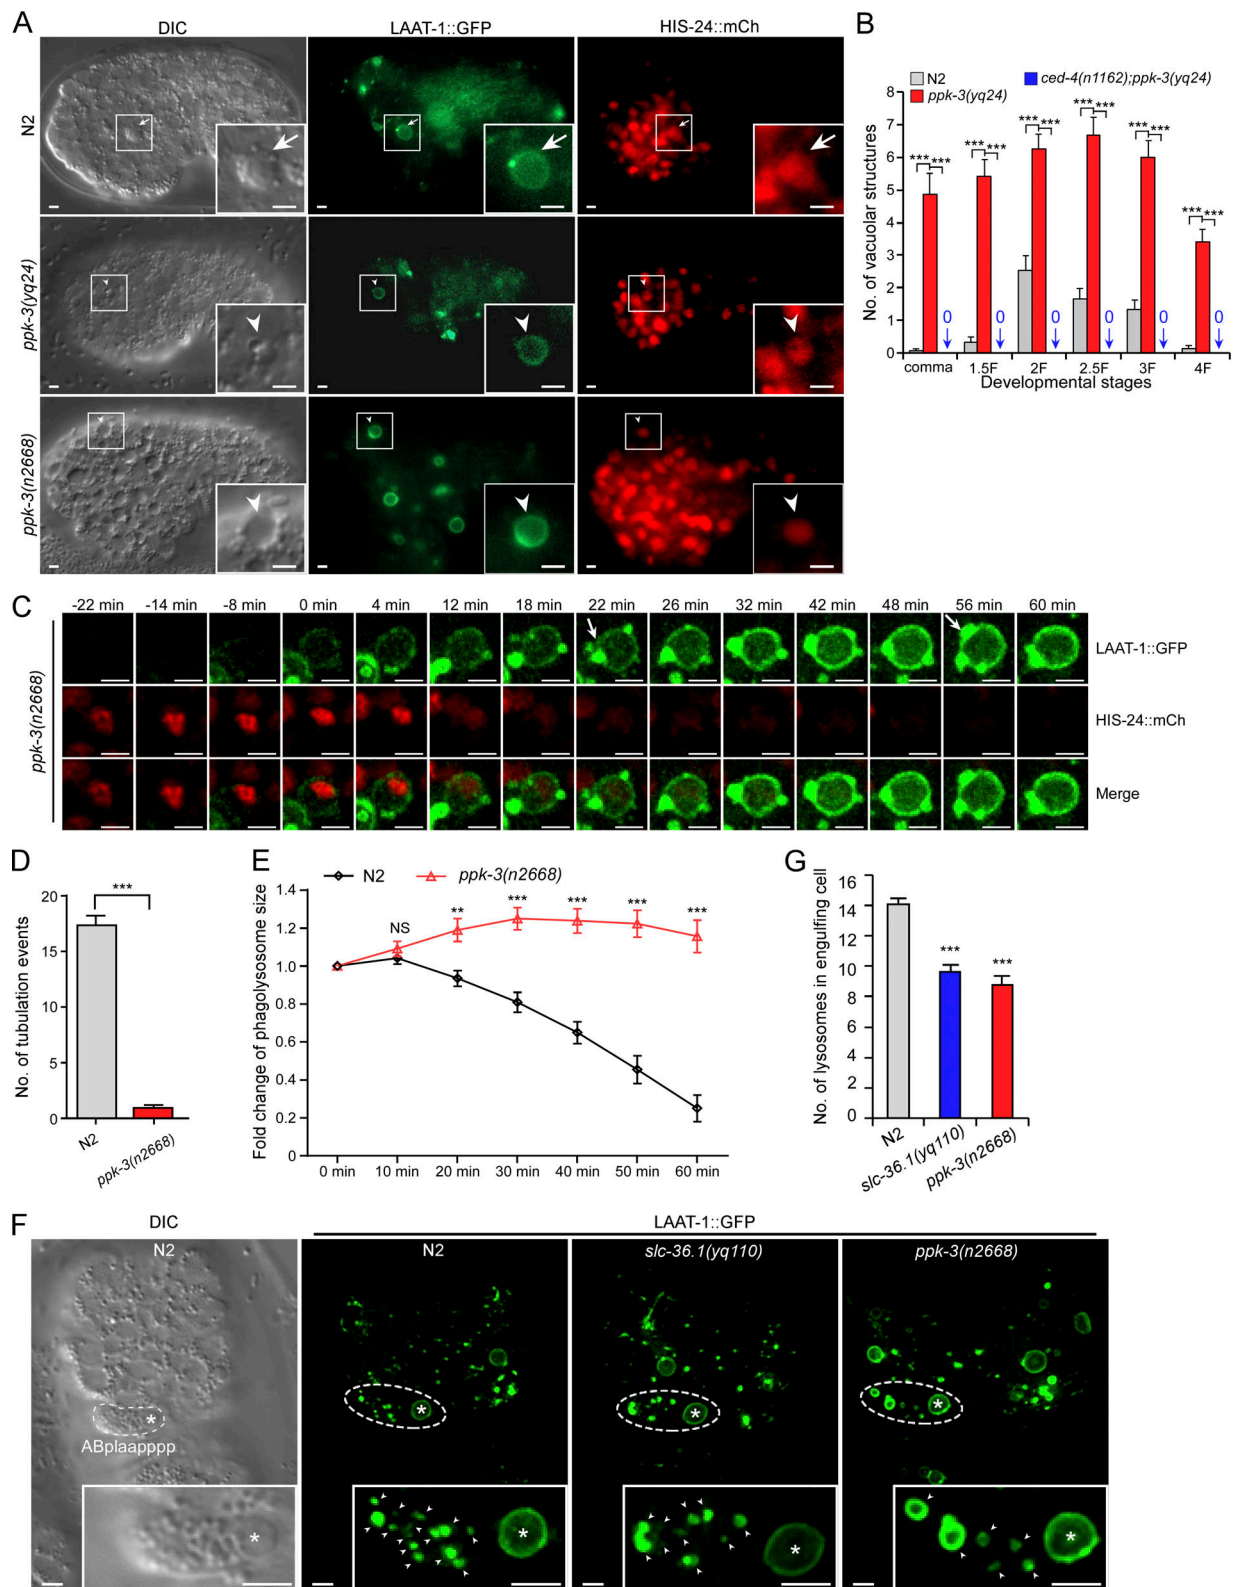 A
DIC
LAAT-1::GFP
HIS-24::mCh
N2
ppk-3(yq24)
ppk-3(n2668)
B
N2
ppk-3(yq24)
ced-4(n1162);ppk-3(yq24)
No. of vacuolar structures
8
7
6
5
4
3
2
1
0
*** *** *** *** *** *** *** *** *** *** *** ***
0 0 0 0 0 0
comma 1.5F 2F 2.5F 3F 4F
Developmental stages
C
-22 min -14 min -8 min 0 min 4 min 12 min 18 min 22 min 26 min 32 min 42 min 48 min 56 min 60 min
ppk-3(n2668)
LAAT-1::GFP
HIS-24::mCh
Merge
D
No. of tubulation events
20
15
10
5
0
***
N2
ppk-3(n2668)
E
N2 ppk-3(n2668)
Fold change of phagolysosome size
1.4
1.2
1.0
0.8
0.6
0.4
0.2
0
NS ** *** *** *** ***
0 min 10 min 20 min 30 min 40 min 50 min 60 min
G
No. of lysosomes in engulfing cell
16
14
12
10
8
6
4
2
0
*** ***
N2
slc-36.1(yq110)
ppk-3(n2668)
F
DIC
LAAT-1::GFP
N2
N2
slc-36.1(yq110)
ppk-3(n2668)
* * * *
ABplaapppp
* * * *